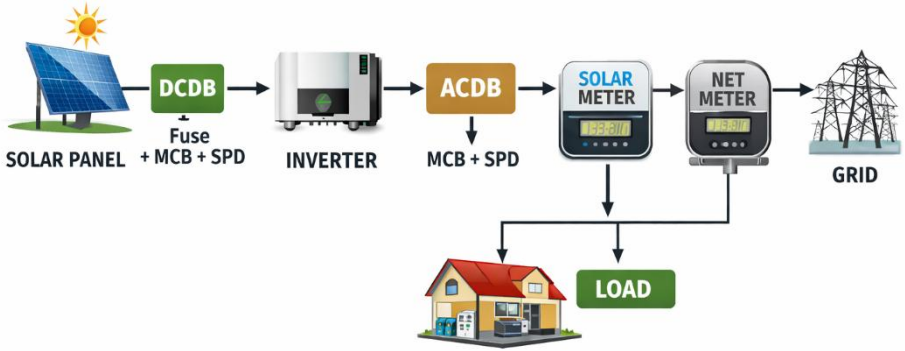 SOLAR PANEL
DCDB
Fuse
+ MCB + SPD
INVERTER
ACDB
MCB + SPD
SOLAR
METER
NET
METER
GRID
LOAD